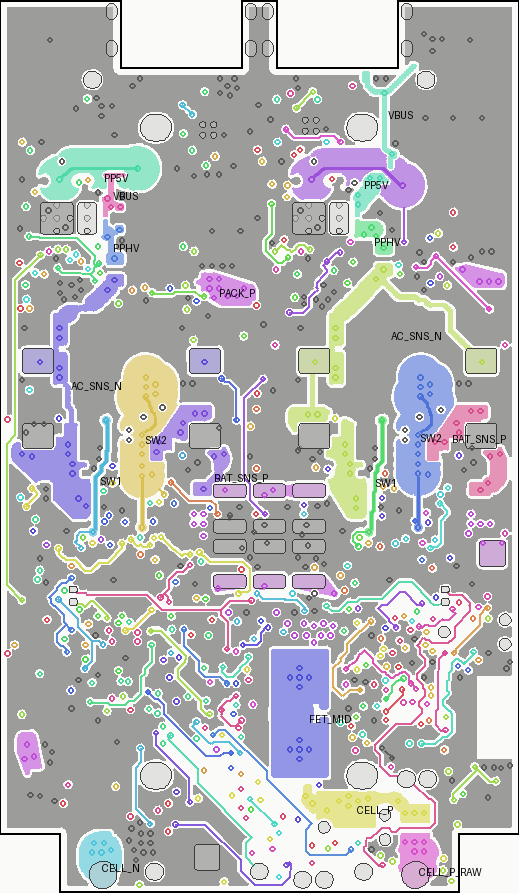 VBUS
PP5V
PP5V
VBUS
PPHV
PPHV
PACK_P
AC_SNS_N
AC_SNS_N
SW2
SW2
BAT_SNS_P
BAT_SNS_P
SW1
SW1
FET_MID
CELL_P
CELL_N
CELL_P_RAW